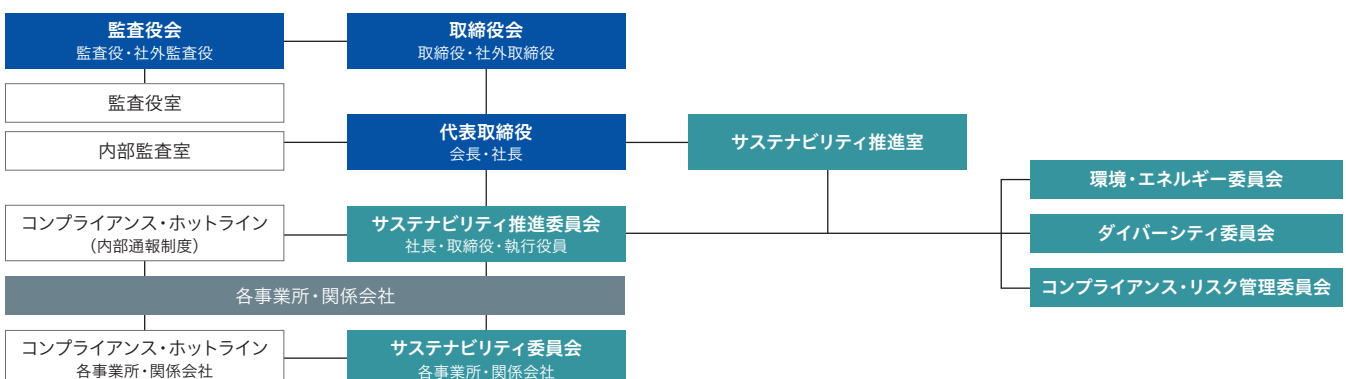 監査役会
監査役・社外監査役
取締役会
取締役・社外取締役
監査役室
内部監査室
代表取締役
会長・社長
サステナビリティ推進室
環境・エネルギー委員会
コンプライアンス・ホットライン
(内部通報制度)
サステナビリティ推進委員会
社長・取締役・執行役員
ダイバーシティ委員会
コンプライアンス・リスク管理委員会
各事業所・関係会社
コンプライアンス・ホットライン
各事業所・関係会社
サステナビリティ委員会
各事業所・関係会社